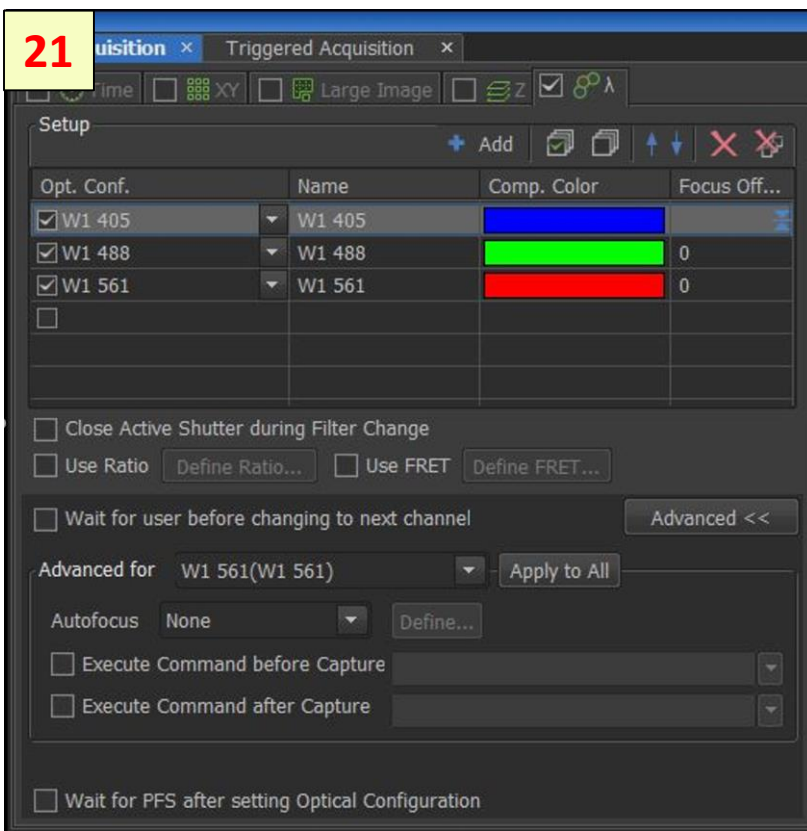 21
uisition × Triggered Acquisition ×
Time XY Large Image Z λ
Setup
Add
Opt. Conf. Name Comp. Color Focus Off...
W1 405 W1 405
W1 488 W1 488 0
W1 561 W1 561 0
Close Active Shutter during Filter Change
Use Ratio Define Ratio... Use FRET Define FRET...
Wait for user before changing to next channel Advanced <<
Advanced for W1 561(W1 561) Apply to All
Autofocus None Define...
Execute Command before Capture
Execute Command after Capture
Wait for PFS after setting Optical Configuration